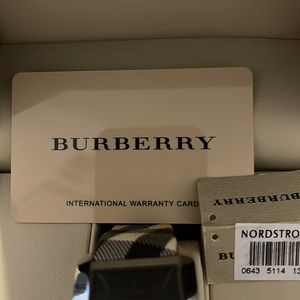 BURBERRY
INTERNATIONAL WARRANTY CARD
BURBERRY
NORDSTRO
0643 5114 13